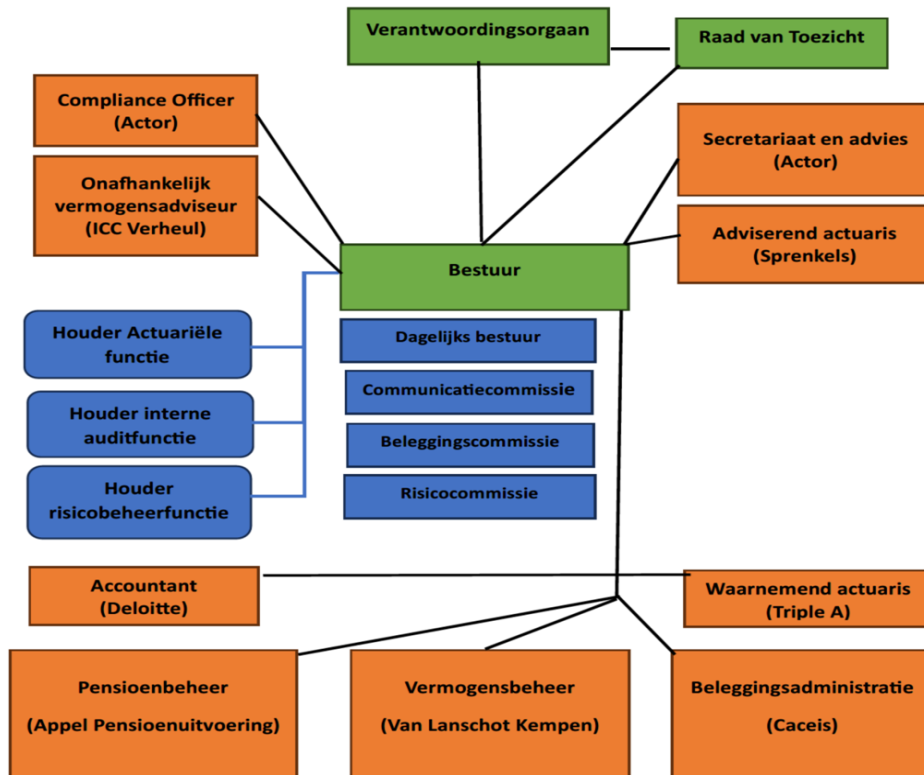 Verantwoordingsorgaan
Raad van Toezicht
Compliance Officer
(Actor)
Onafhankelijk
vermogensadviseur
(ICC Verheul)
Secretariaat en advies
(Actor)
Adviserend actuaris
(Sprenkels)
Bestuur
Houder Actuariële
functie
Houder interne
auditfunctie
Houder
risicobeheerfunctie
Dagelijks bestuur
Communicatiecommissie
Beleggingscommissie
Risicocommissie
Accountant
(Deloitte)
Waarnemend actuaris
(Triple A)
Pensioenbeheer
(Appel Pensioenuitvoering)
Vermogensbeheer
(Van Lanschot Kempen)
Beleggingsadministratie
(Caceis)